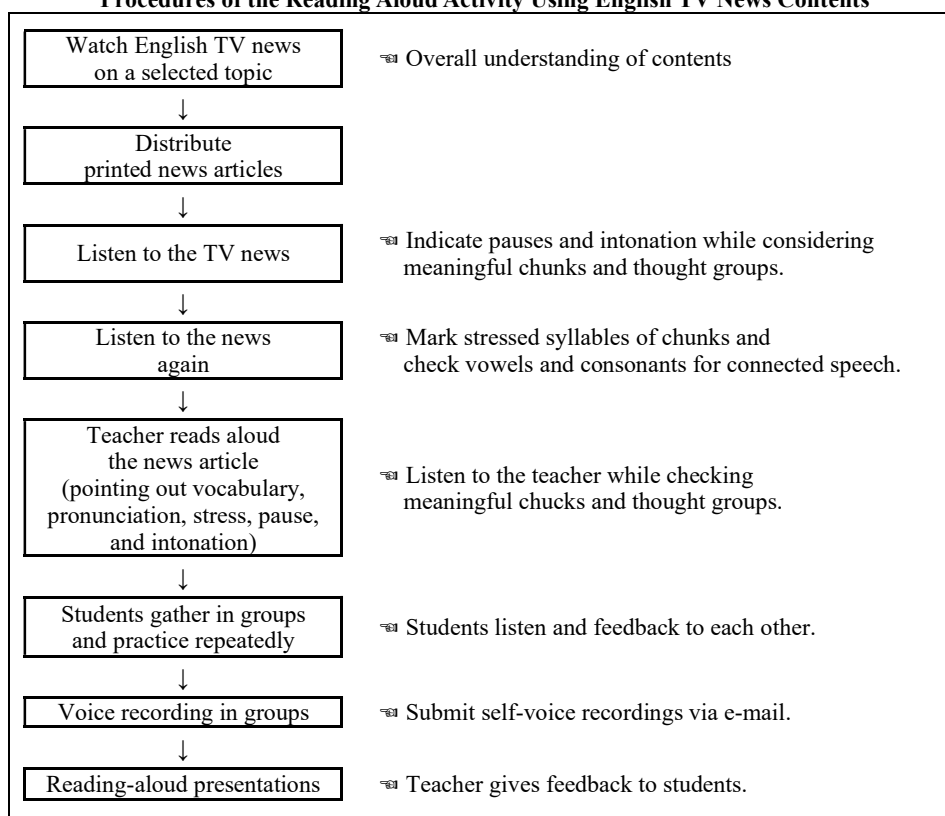 Procedures of the Reading Aloud Activity Using English TV News Contents
Watch English TV news
on a selected topic
☜ Overall understanding of contents
↓
Distribute
printed news articles
↓
Listen to the TV news
☜ Indicate pauses and intonation while considering
meaningful chunks and thought groups.
↓
Listen to the news
again
☜ Mark stressed syllables of chunks and
check vowels and consonants for connected speech.
↓
Teacher reads aloud
the news article
(pointing out vocabulary,
pronunciation, stress, pause,
and intonation)
☜ Listen to the teacher while checking
meaningful chucks and thought groups.
↓
Students gather in groups
and practice repeatedly
☜ Students listen and feedback to each other.
↓
Voice recording in groups
☜ Submit self-voice recordings via e-mail.
↓
Reading-aloud presentations
☜ Teacher gives feedback to students.